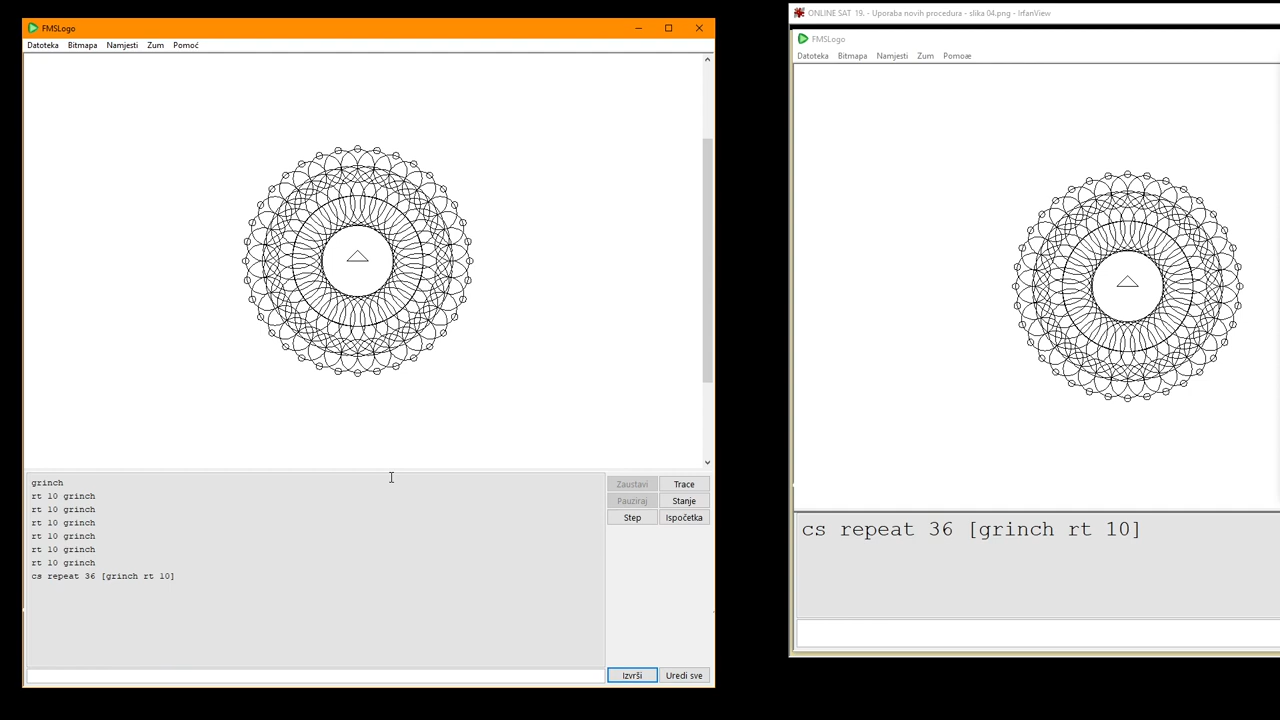 FMSLogo
Datoteka Bitmapa Namjesti Zum Pomoć
grinch
rt 10 grinch
rt 10 grinch
rt 10 grinch
rt 10 grinch
rt 10 grinch
rt 10 grinch
cs repeat 36 [grinch rt 10]
Zaustavi Trace
Pauziraj Stanje
Step Ispočetka
Izvrši Uredi sve
ONLINE SAT 19. - Uporaba novih procedura - slika 04.png - IrfanView
FMSLogo
Datoteka Bitmapa Namjesti Zum Pomoæ
cs repeat 36 [grinch rt 10]